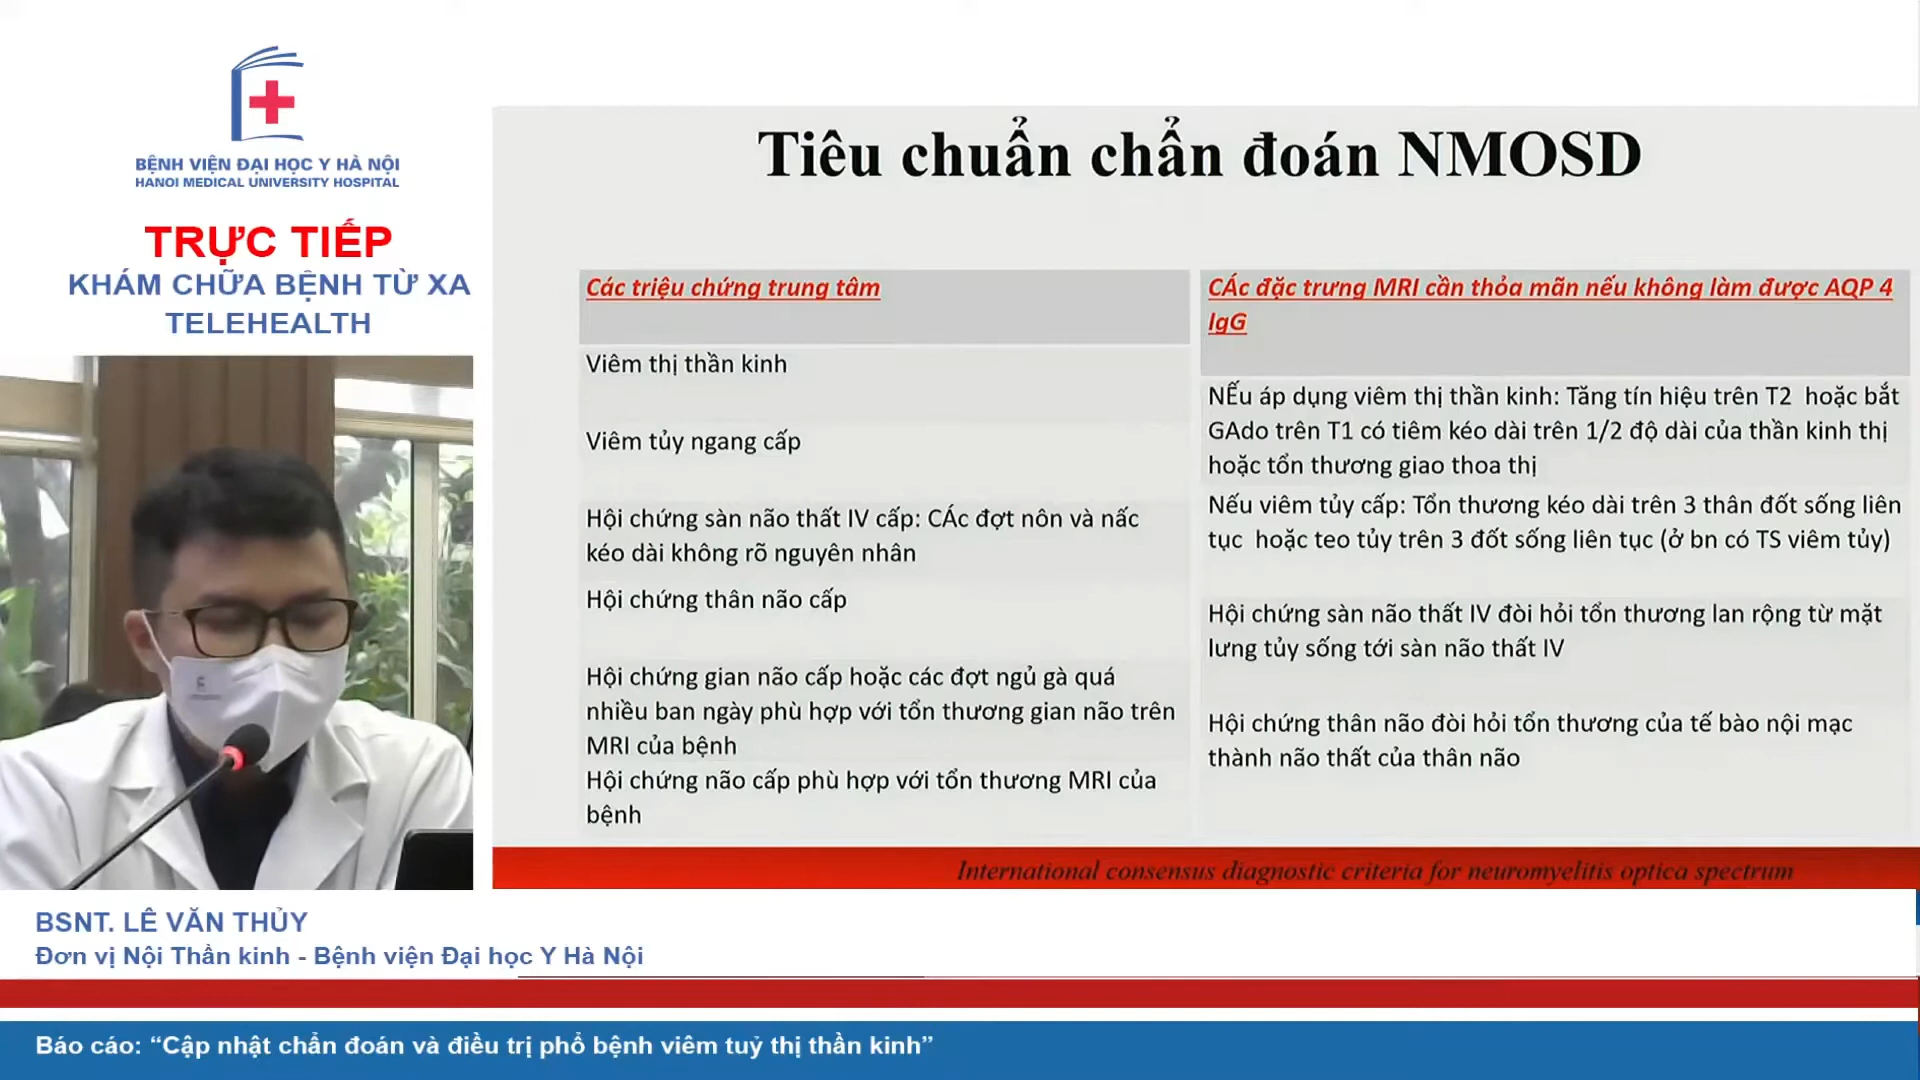 BỆNH VIỆN ĐẠI HỌC Y HÀ NỘI
HANOI MEDICAL UNIVERSITY HOSPITAL
TRỰC TIẾP
KHÁM CHỮA BỆNH TỪ XA
TELEHEALTH
Tiêu chuẩn chẩn đoán NMOSD
Các triệu chứng trung tâm
Viêm thị thần kinh
Viêm tủy ngang cấp
Hội chứng sàn não thất IV cấp: CÁc đợt nôn và nấc
kéo dài không rõ nguyên nhân
Hội chứng thân não cấp
Hội chứng gian não cấp hoặc các đợt ngủ gà quá
nhiều ban ngày phù hợp với tổn thương gian não trên
MRI của bệnh
Hội chứng não cấp phù hợp với tổn thương MRI của
bệnh
CÁc đặc trưng MRI cần thỏa mãn nếu không làm được AQP 4
IgG
NẾu áp dụng viêm thị thần kinh: Tăng tín hiệu trên T2 hoặc bắt
GAdo trên T1 có tiêm kéo dài trên 1/2 độ dài của thần kinh thị
hoặc tổn thương giao thoa thị
Nếu viêm tủy cấp: Tổn thương kéo dài trên 3 thân đốt sống liên
tục hoặc teo tủy trên 3 đốt sống liên tục (ở bn có TS viêm tủy)
Hội chứng sàn não thất IV đòi hỏi tổn thương lan rộng từ mặt
lưng tủy sống tới sàn não thất IV
Hội chứng thân não đòi hỏi tổn thương của tế bào nội mạc
thành não thất của thân não
International consensus diagnostic criteria for neuromyelitis optica spectrum
BSNT. LÊ VĂN THỦY
Đơn vị Nội Thần kinh - Bệnh viện Đại học Y Hà Nội
Báo cáo: “Cập nhật chẩn đoán và điều trị phổ bệnh viêm tuỷ thị thần kinh”